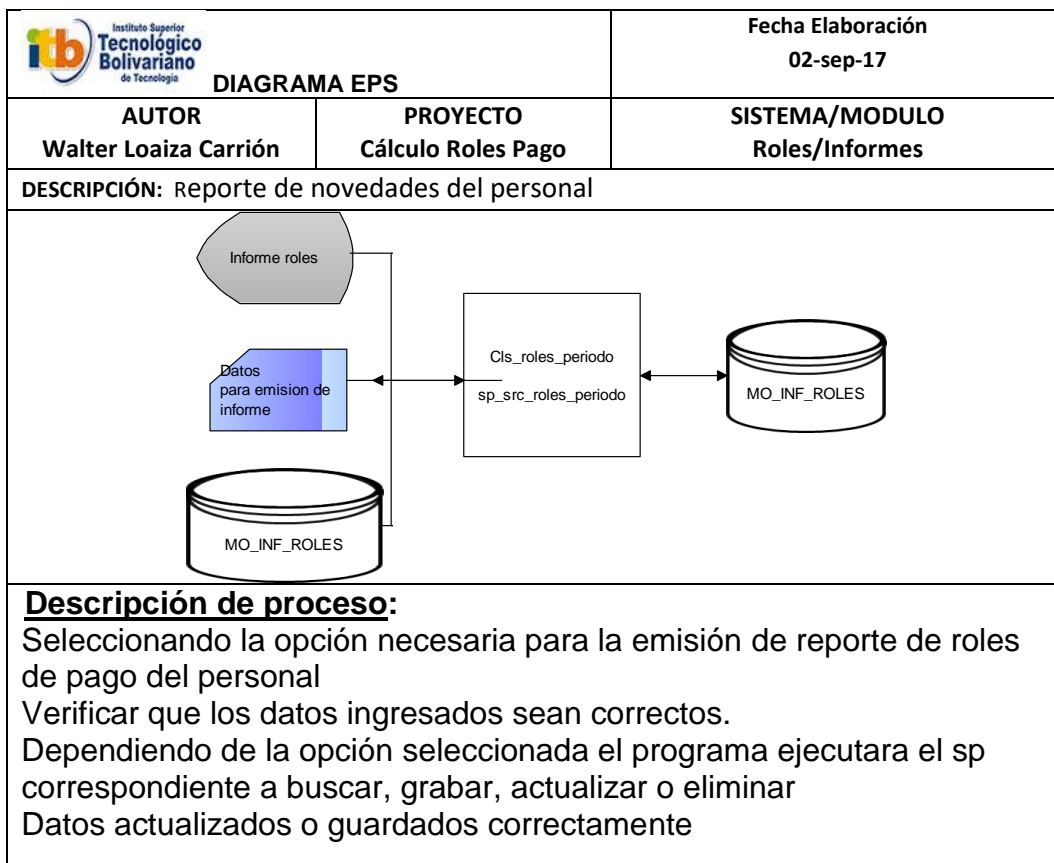 itb
Instituto Superior
Tecnológico
Bolivariano
de Tecnología
DIAGRAMA EPS
Fecha Elaboración
02-sep-17
AUTOR
Walter Loaiza Carrión
PROYECTO
Cálculo Roles Pago
SISTEMA/MODULO
Roles/Informes
DESCRIPCIÓN: Reporte de novedades del personal
Informe roles
Datos
para emision de
informe
MO_INF_ROLES
Cls_roles_periodo
sp_src_roles_periodo
MO_INF_ROLES
Descripción de proceso:
Seleccionando la opción necesaria para la emisión de reporte de roles
de pago del personal
Verificar que los datos ingresados sean correctos.
Dependiendo de la opción seleccionada el programa ejecutara el sp
correspondiente a buscar, grabar, actualizar o eliminar
Datos actualizados o guardados correctamente